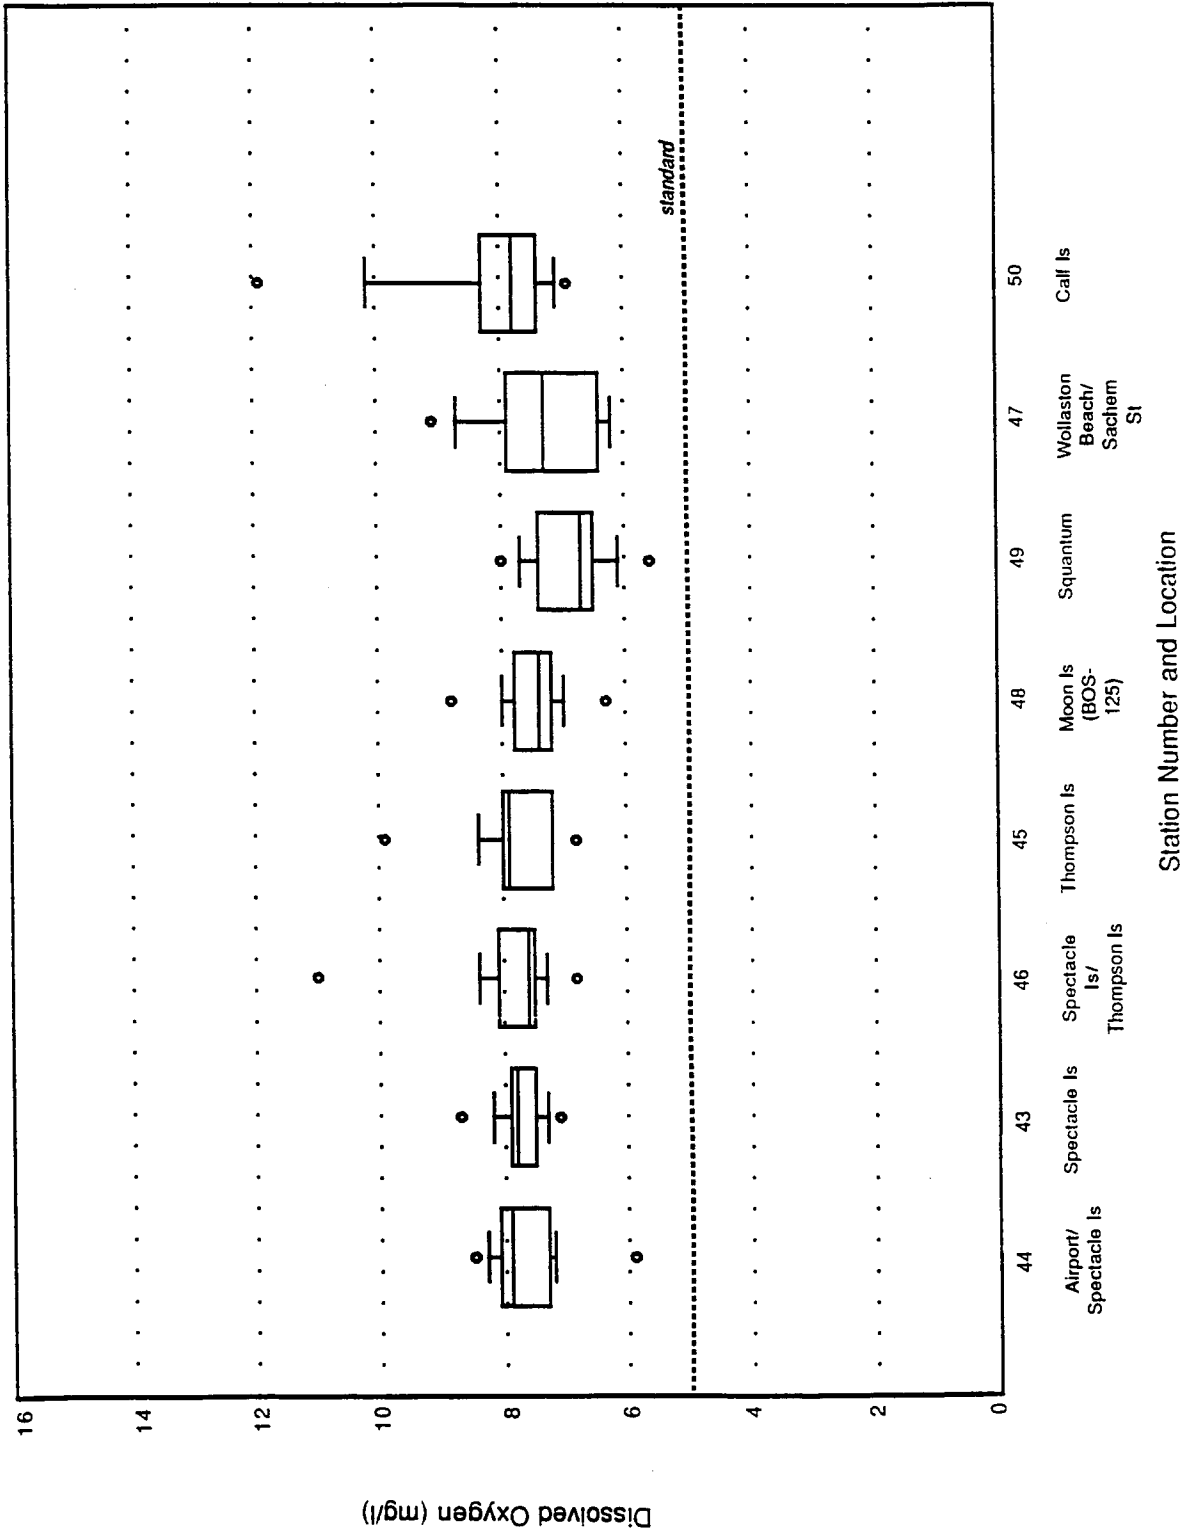 Dissolved Oxygen (mg/l)
16
14
12
10
8
6
4
2
0
standard
44
43
46
45
48
49
47
50
Airport/
Spectacle Is
Spectacle Is
Spectacle
Is/
Thompson Is
Thompson Is
Moon Is
(BOS-
125)
Squantum
Wollaston
Beach/
Sachem
St
Calf Is
Station Number and Location